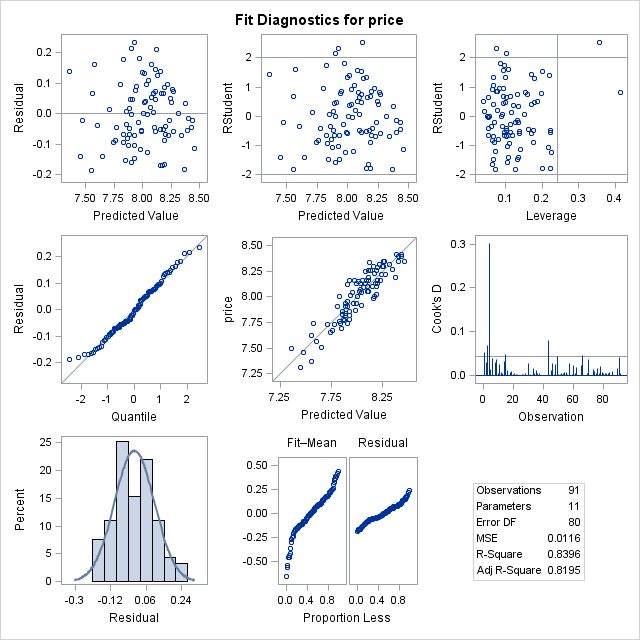 Fit Diagnostics for price
Residual
0.2
0.1
0.0
-0.1
-0.2
7.50 7.75 8.00 8.25 8.50
Predicted Value
RStudent
2
1
0
-1
-2
7.50 7.75 8.00 8.25 8.50
Predicted Value
RStudent
2
1
0
-1
-2
0.1 0.2 0.3 0.4
Leverage
Residual
0.2
0.1
0.0
-0.1
-0.2
-2 -1 0 1 2
Quantile
price
8.50
8.25
8.00
7.75
7.50
7.25
7.25 7.75 8.25
Predicted Value
Cook's D
0.3
0.2
0.1
0.0
0 20 40 60 80
Observation
Percent
25
20
15
10
5
0
-0.3 -0.12 0.06 0.24
Residual
Fit–Mean Residual
0.50
0.25
0.00
-0.25
-0.50
0.0 0.4 0.8 0.0 0.4 0.8
Proportion Less
Observations 91
Parameters 11
Error DF 80
MSE 0.0116
R-Square 0.8396
Adj R-Square 0.8195